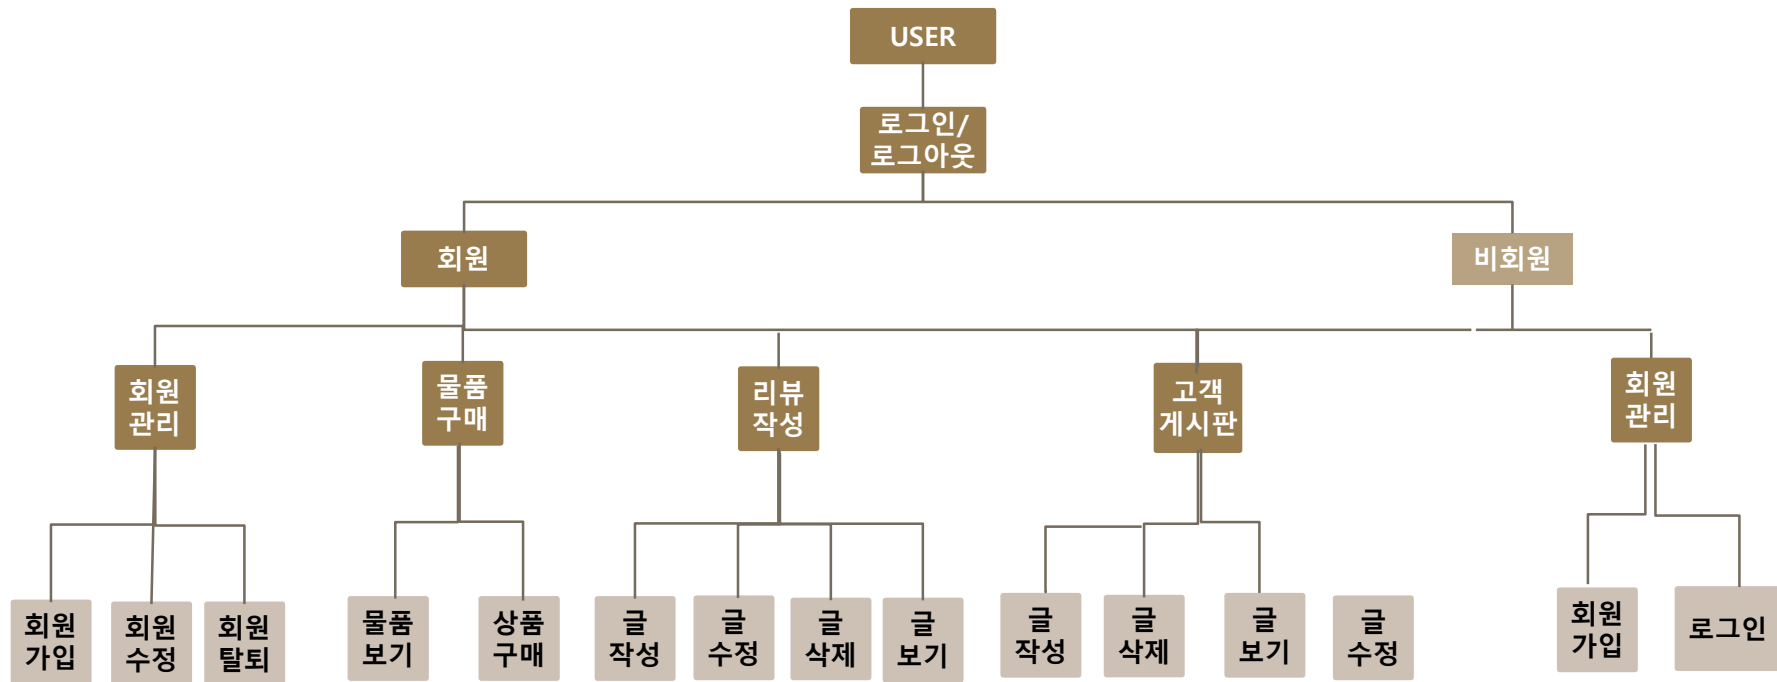 USER
로그인/
로그아웃
회원
비회원
회원
관리
물품
구매
리뷰
작성
고객
게시판
회원
관리
회원
가입
회원
수정
회원
탈퇴
물품
보기
상품
구매
글
작성
글
수정
글
삭제
글
보기
글
작성
글
삭제
글
보기
글
수정
회원
가입
로그인